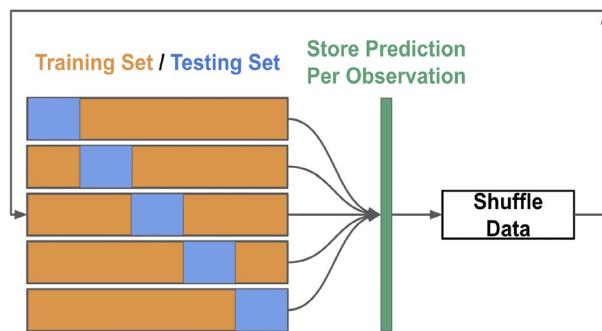 Store Prediction
Per Observation
Training Set / Testing Set
Shuffle
Data